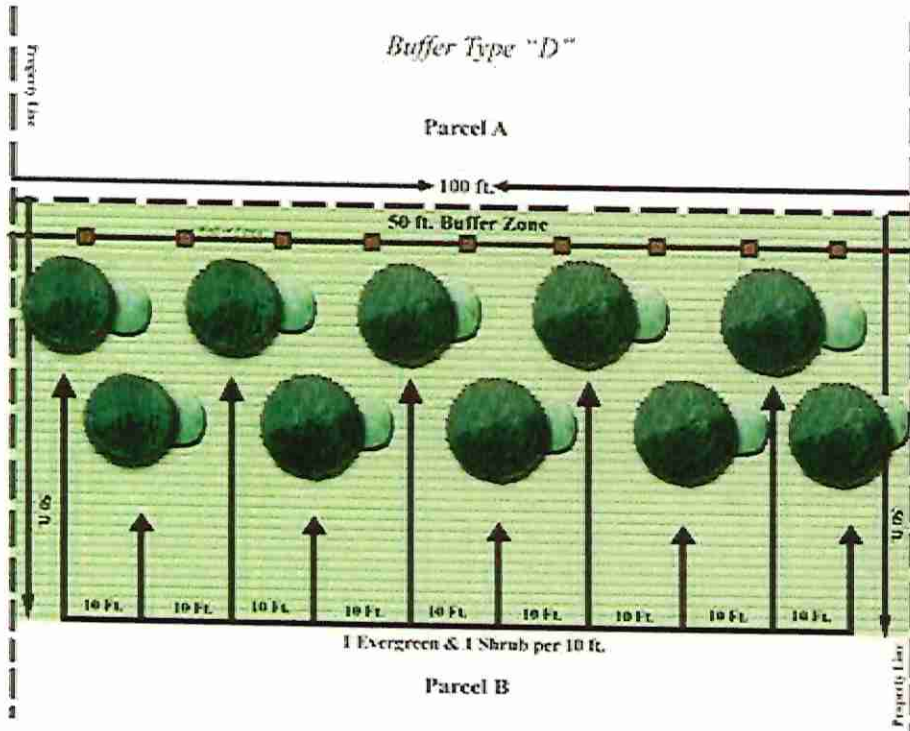 Buffer Type "D"
Property Line
Parcel A
100 ft.
50 ft. Buffer Zone
50 ft.
50 ft.
10 Ft.
10 Ft.
10 Ft.
10 Ft.
10 Ft.
10 Ft.
10 Ft.
10 Ft.
10 Ft.
1 Evergreen & 1 Shrub per 10 ft.
Parcel B
Property Line